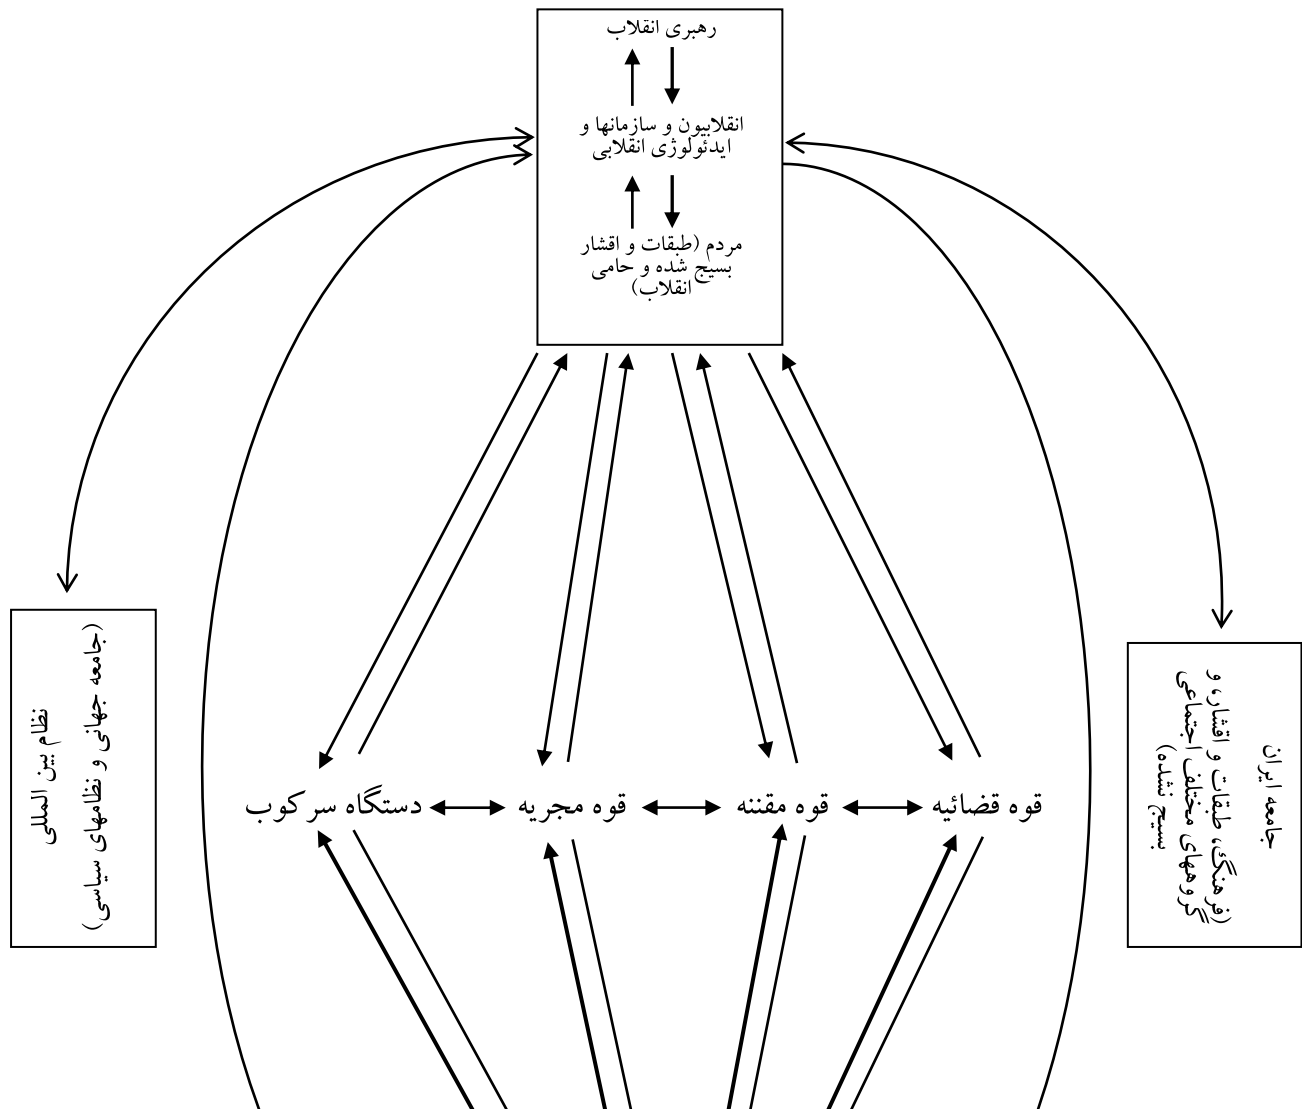 رهبری انقلاب
انقلابیون و سازمانها و
ایدئولوژی انقلابی
مردم (طبقات و اقشار
بسیج شده و حامی
انقلاب)
جامعه ایران
(فرهنگ، طبقات و اقشار، و
گروههای مختلف اجتماعی
بسیج نشده)
نظام بین المللی
(جامعه جهانی و نظامهای سیاسی)
قوه قضائیه
قوه مقننه
قوه مجریه
دستگاه سرکوب